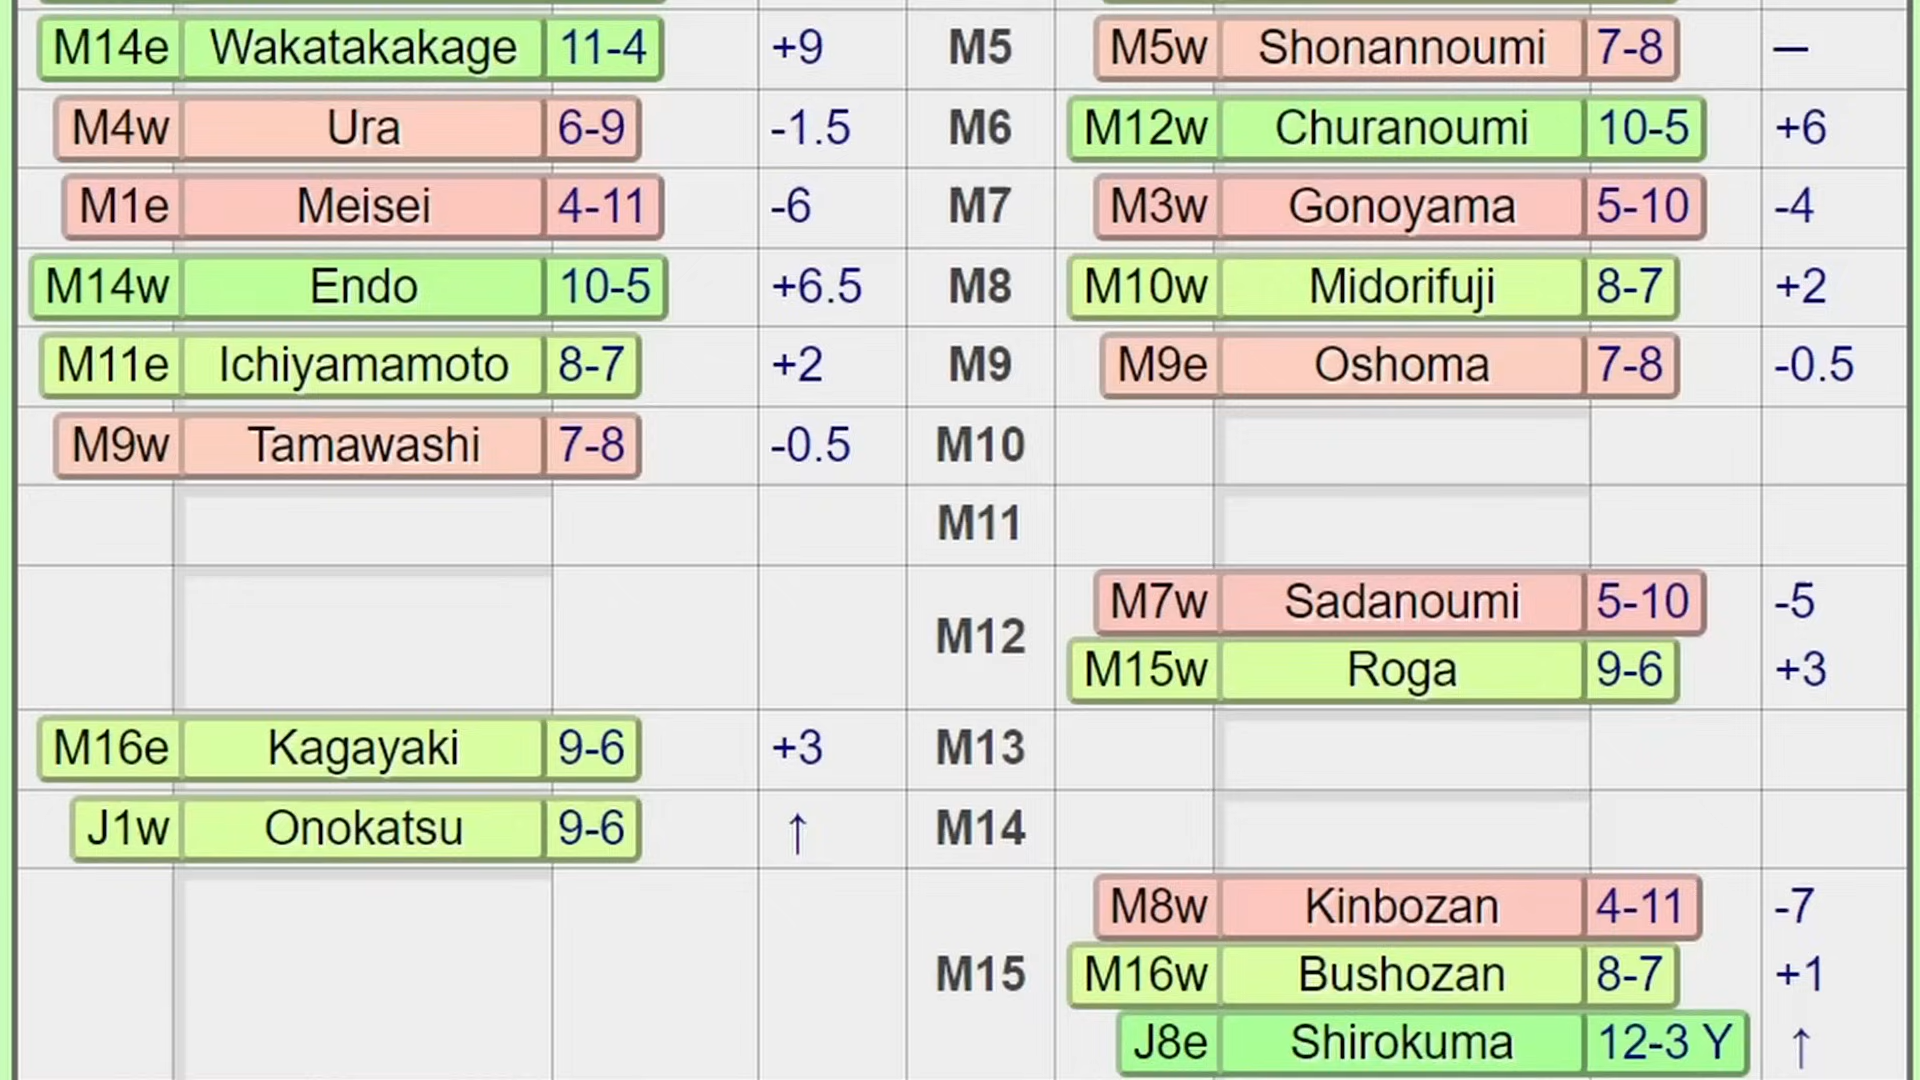 M14e Wakatakakage 11-4 +9 M5 M5w Shonannoumi 7-8 –
M4w Ura 6-9 -1.5 M6 M12w Churanoumi 10-5 +6
M1e Meisei 4-11 -6 M7 M3w Gonoyama 5-10 -4
M14w Endo 10-5 +6.5 M8 M10w Midorifuji 8-7 +2
M11e Ichiyamamoto 8-7 +2 M9 M9e Oshoma 7-8 -0.5
M9w Tamawashi 7-8 -0.5 M10
M11
M7w Sadanoumi 5-10 -5
M12
M15w Roga 9-6 +3
M16e Kagayaki 9-6 +3 M13
J1w Onokatsu 9-6 ↑ M14
M8w Kinbozan 4-11 -7
M15 M16w Bushozan 8-7 +1
J8e Shirokuma 12-3 Y ↑